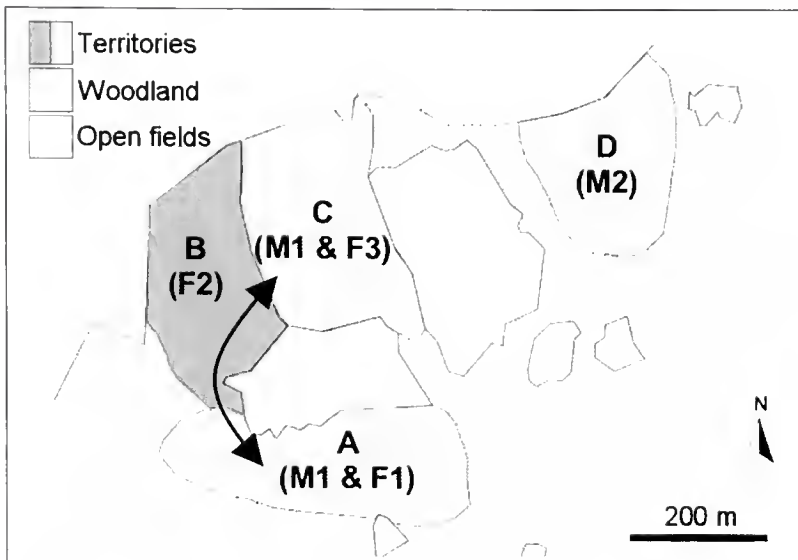 Territories
Woodland
Open fields
D
(M2)
C
(M1 & F3)
B
(F2)
A
(M1 & F1)
N
200 m